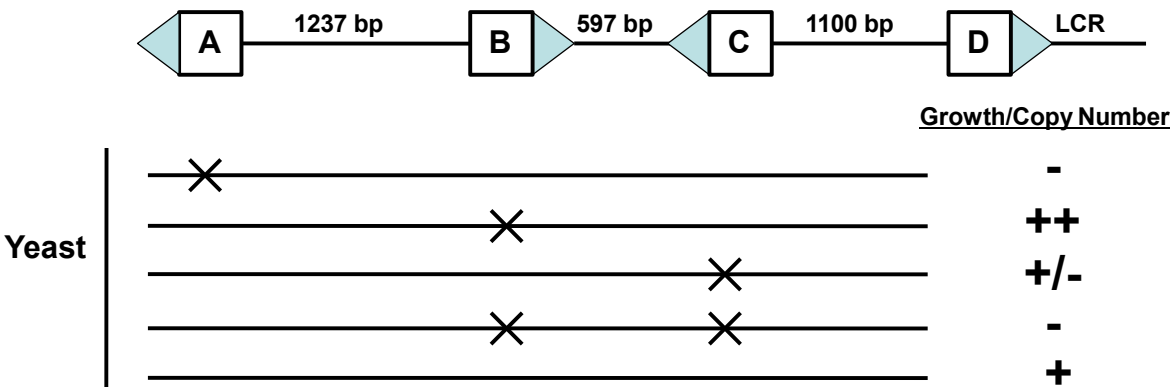 1237 bp 597 bp 1100 bp LCR
A B C D
Growth/Copy Number
-
++
Yeast
+/-
-
+